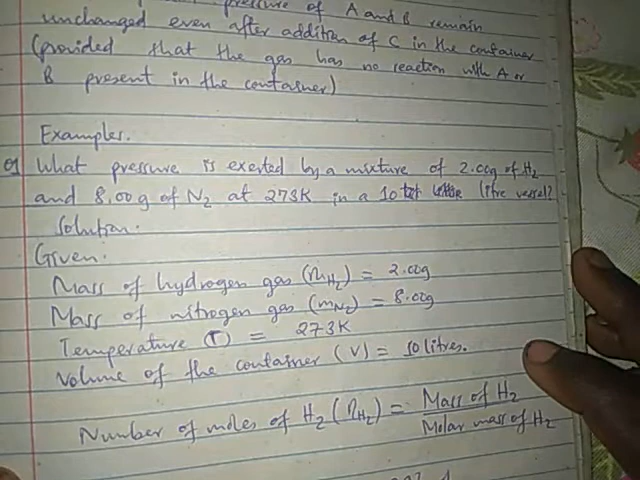 pressure of A and B remain
unchanged even after addition of C in the container
(provided that the gas has no reaction with A or
B present in the container)
Examples.
Q1 What pressure is exerted by a mixture of 2.00g of H2
and 8.00g of N2 at 273K in a 10 litre vessel?
Solution.
Given.
Mass of hydrogen gas (nH2) = 2.00g
Mass of nitrogen gas (mN2) = 8.00g
Temperature (T) = 273K
Volume of the container (V) = 10 litres.
Number of moles of H2 (nH2) = Mass of H2
Molar mass of H2